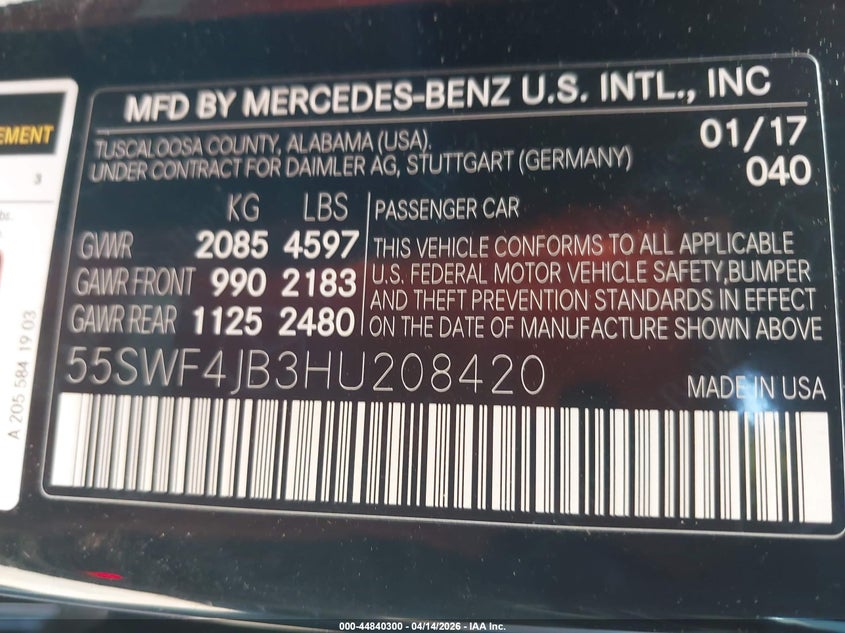 EMENT
3
bs.
A 205 584 19 03
MFD BY MERCEDES-BENZ U.S. INTL., INC
TUSCALOOSA COUNTY, ALABAMA (USA).
UNDER CONTRACT FOR DAIMLER AG, STUTTGART (GERMANY)
01/17
040
KG LBS
GVWR 2085 4597
GAWR FRONT 990 2183
GAWR REAR 1125 2480
PASSENGER CAR
THIS VEHICLE CONFORMS TO ALL APPLICABLE
U.S. FEDERAL MOTOR VEHICLE SAFETY,BUMPER
AND THEFT PREVENTION STANDARDS IN EFFECT
ON THE DATE OF MANUFACTURE SHOWN ABOVE
55SWF4JB3HU208420
MADE IN USA
000-44840300 - 04/14/2026 - IAA Inc.